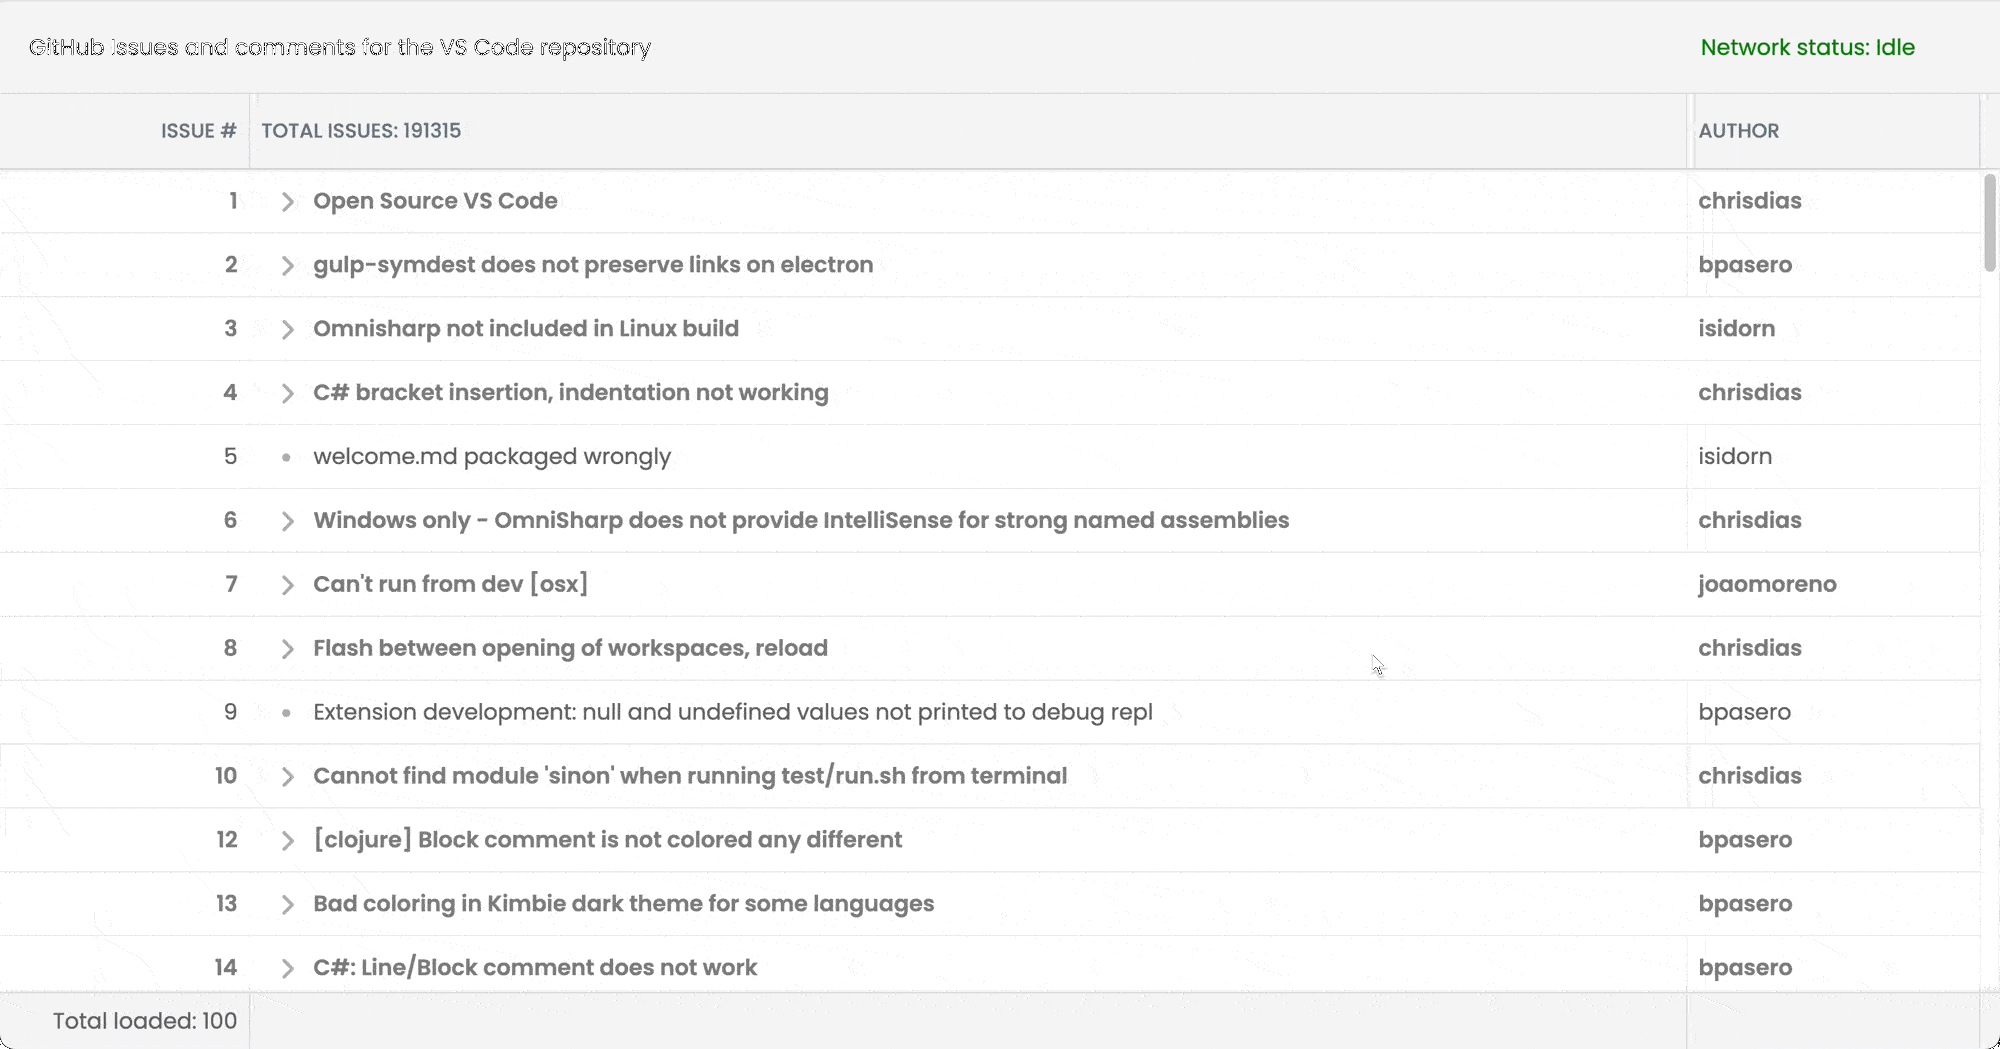 GitHub issues and comments for the VS Code repository Network status: Idle
ISSUE # TOTAL ISSUES: 191315 AUTHOR
1 Open Source VS Code chrisdias
2 gulp-symdest does not preserve links on electron bpasero
3 Omnisharp not included in Linux build isidorn
4 C# bracket insertion, indentation not working chrisdias
5 welcome.md packaged wrongly isidorn
6 Windows only - OmniSharp does not provide IntelliSense for strong named assemblies chrisdias
7 Can't run from dev [osx] joaomoreno
8 Flash between opening of workspaces, reload chrisdias
9 Extension development: null and undefined values not printed to debug repl bpasero
10 Cannot find module 'sinon' when running test/run.sh from terminal chrisdias
12 [clojure] Block comment is not colored any different bpasero
13 Bad coloring in Kimbie dark theme for some languages bpasero
14 C#: Line/Block comment does not work bpasero
Total loaded: 100